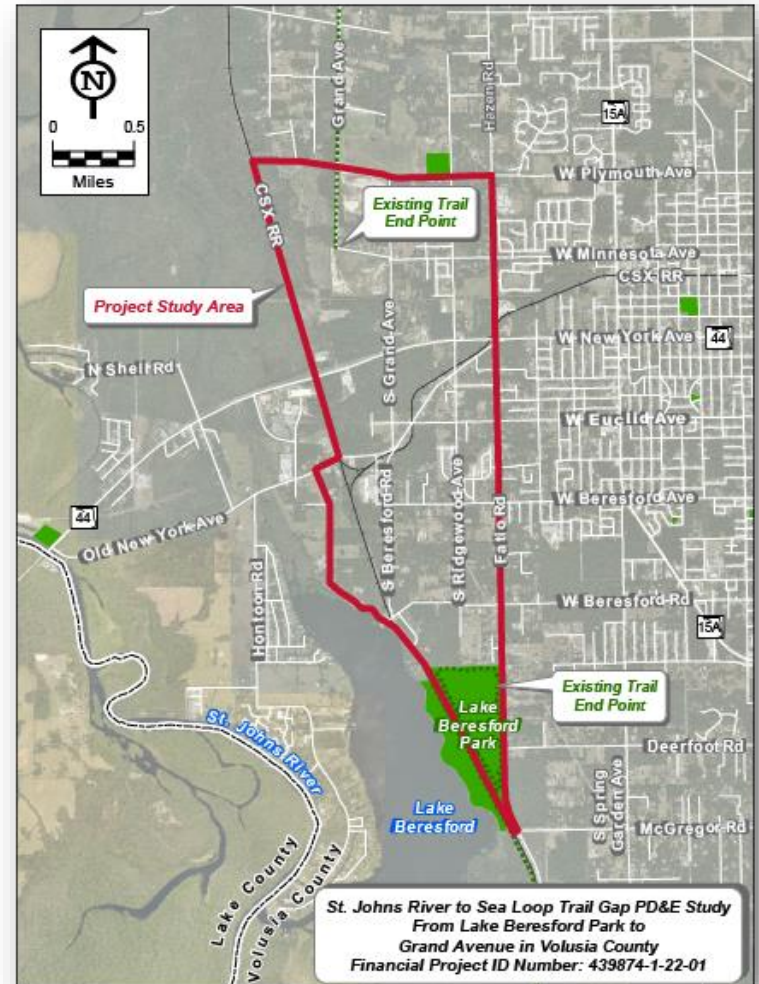 N
0 0.5
Miles
Grand Ave
Hazen Rd
15A
W Plymouth Ave
Existing Trail
End Point
CSX RR
W Minnesota Ave
CSX RR
Project Study Area
S Grand Ave
W New York Ave
44
N Shell Rd
W Euclid Ave
S Beresford Rd
S Ridgewood Ave
Fatio Rd
W Beresford Ave
44
Old New York Ave
Hontoon Rd
W Beresford Rd
15A
Existing Trail
End Point
Lake
Beresford
Park
St. Johns River
Deerfoot Rd
S Spring
Garden Ave
Lake
Beresford
McGregor Rd
Lake County
Volusia County
St. Johns River to Sea Loop Trail Gap PD&E Study
From Lake Beresford Park to
Grand Avenue in Volusia County
Financial Project ID Number: 439874-1-22-01